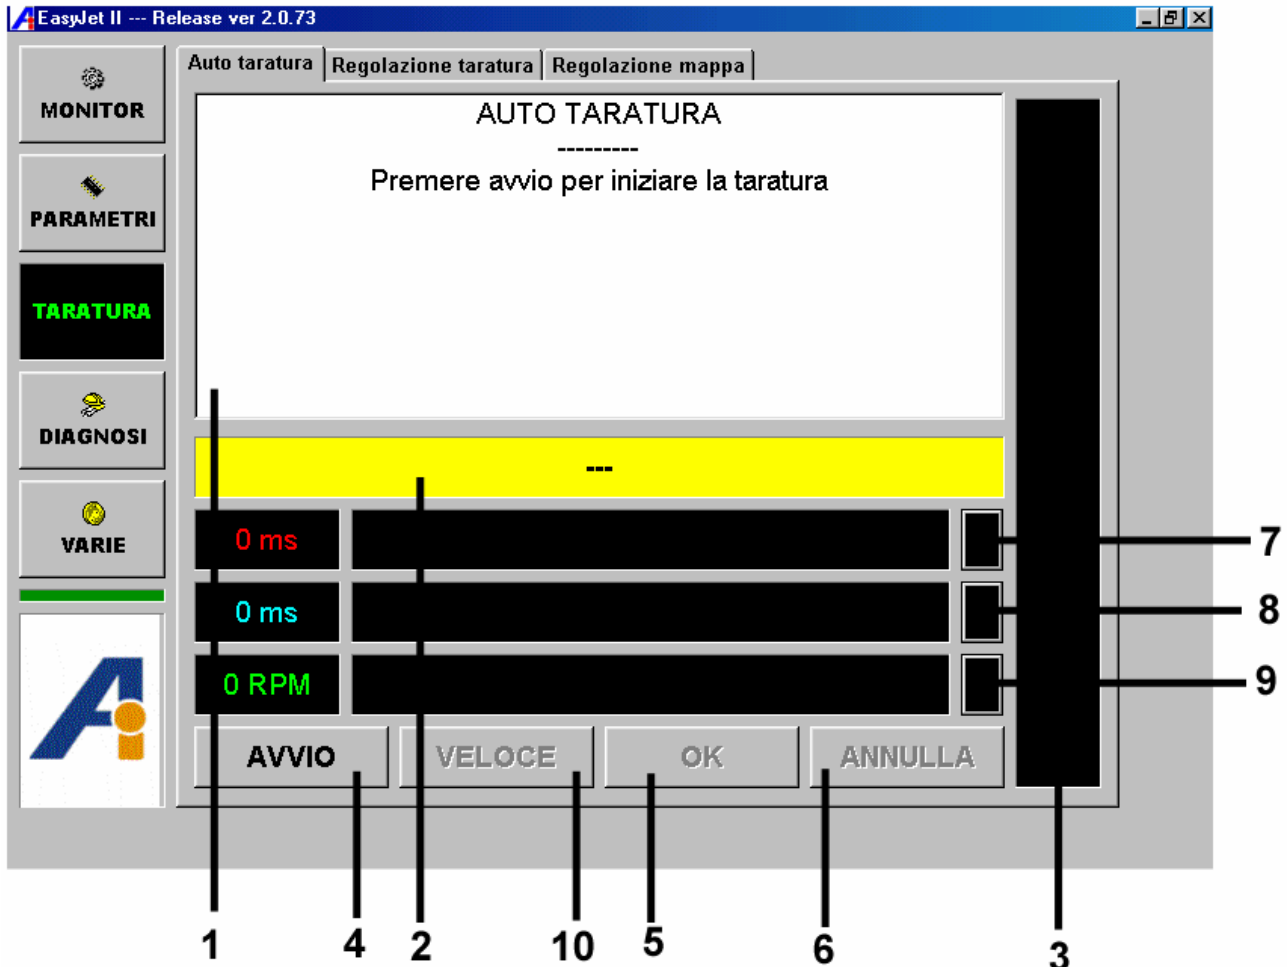 EasyJet II --- Release ver 2.0.73
Auto taratura Regolazione taratura Regolazione mappa
MONITOR
PARAMETRI
TARATURA
DIAGNOSI
VARIE
AUTO TARATURA
---------
Premere avvio per iniziare la taratura
---
0 ms
0 ms
0 RPM
AVVIO VELOCE OK ANNULLA
7
8
9
1 4 2 10 5 6 3